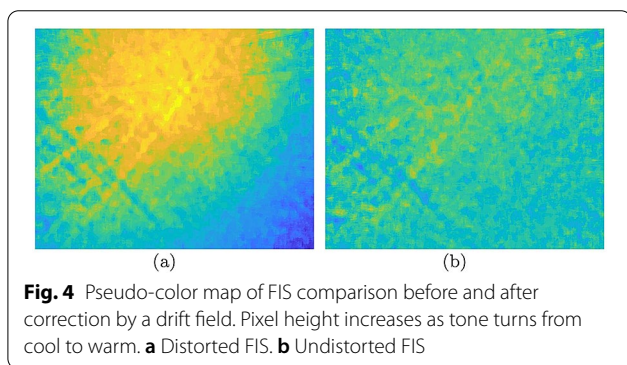 (a)
(b)
Fig. 4 Pseudo-color map of FIS comparison before and after
correction by a drift field. Pixel height increases as tone turns from
cool to warm. a Distorted FIS. b Undistorted FIS